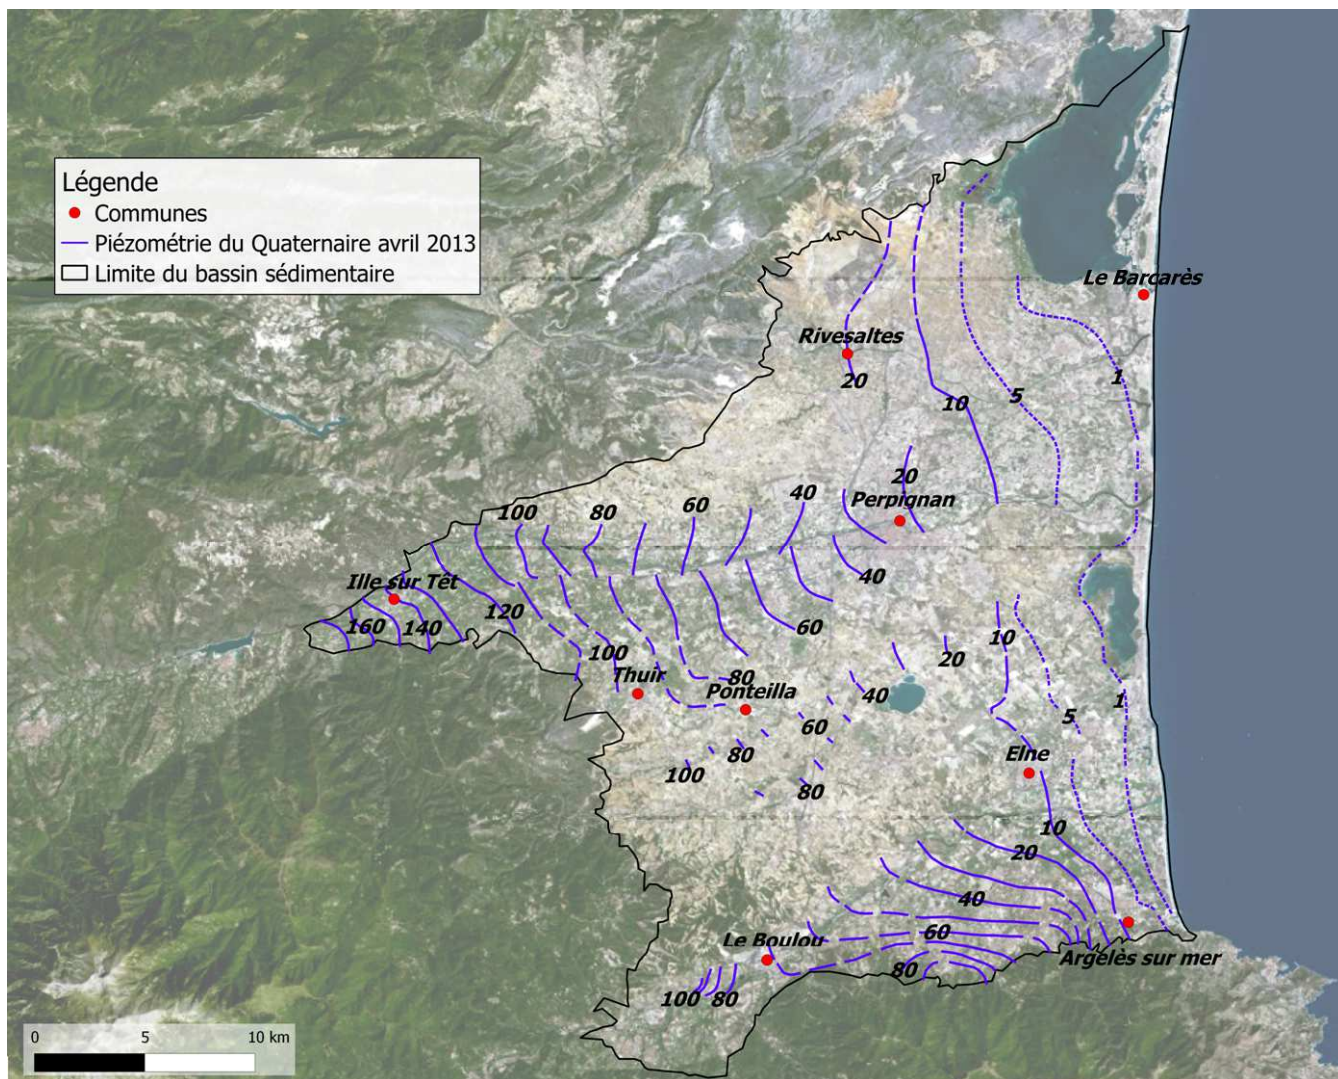 Légende
Communes
Piézométrie du Quaternaire avril 2013
Limite du bassin sédimentaire
Le Barcarès
Rivesaltes
20
1
5
10
20
40
60
80
100
Perpignan
Ille sur Têt
40
120
160
140
60
10
100
20
Thuir
80
Ponteilla
40
1
5
60
80
Elne
100
80
10
20
40
60
Le Boulou
Argelès sur mer
80
100
80
0
5
10 km